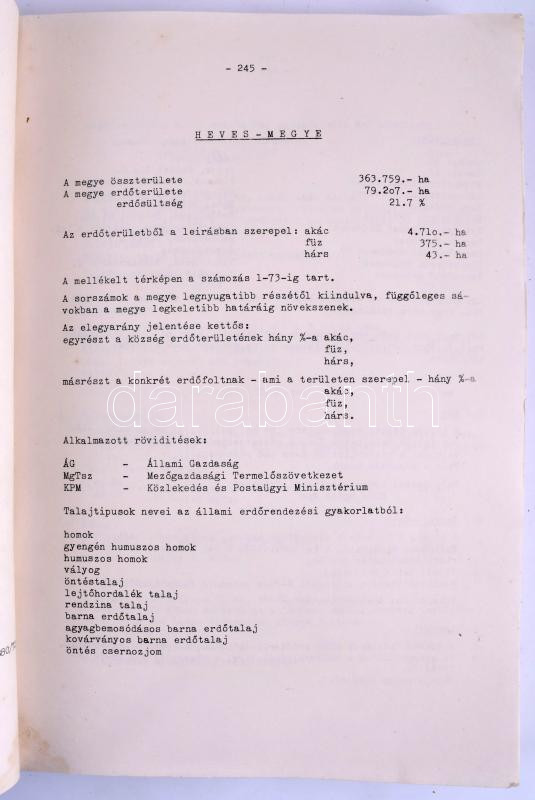 - 245 -
HEVES-MEGYE
A megye összterülete 363.759.- ha
A megye erdőterülete 79.2o7.- ha
erdősültség 21.7 %
Az erdőterületből a leirásban szerepel: akác 4.71o.- ha
füz 375.- ha
hárs 43.- ha
A mellékelt térképen a számozás l-73-ig tart.
A sorszámok a megye legnyugatibb részétől kiindulva, függőleges sá-
vokban a megye legkeletibb határáig növekszenek.
Az elegyarány jelentése kettős:
egyrészt a község erdőterületének hány %-a akác,
füz,
hárs,
másrészt a konkrét erdőfoltnak - ami a területen szerepel - hány %-a
akác,
füz,
hárs.
darabanth
Alkalmazott röviditések:
ÁG - Állami Gazdaság
MgTsz - Mezőgazdasági Termelőszövetkezet
KPM - Közlekedés és Postaügyi Minisztérium
Talajtipusok nevei az állami erdőrendezési gyakorlatból:
homok
gyengén humuszos homok
humuszos homok
vályog
öntéstalaj
lejtőhordalék talaj
rendzina talaj
barna erdőtalaj
agyagbemosódásos barna erdőtalaj
kovárványos barna erdőtalaj
öntés csernozjom